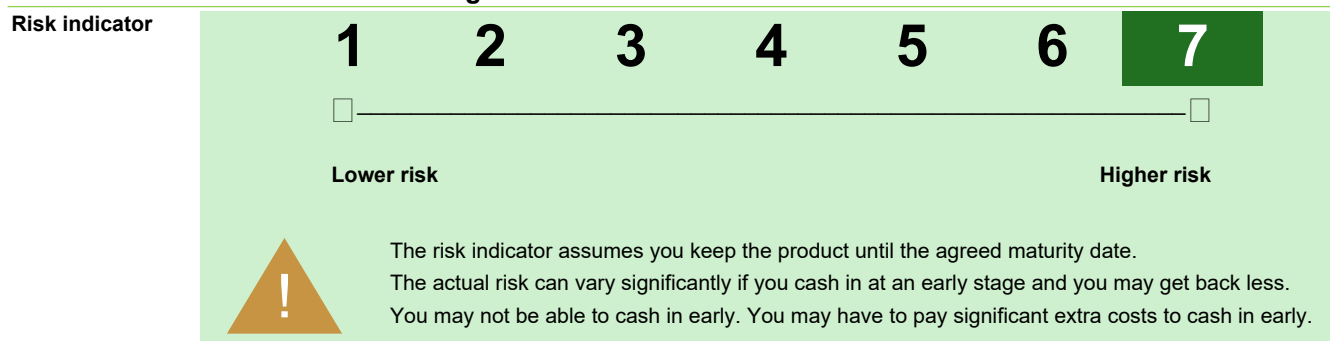 Risk indicator
1 2 3 4 5 6 7
Lower risk Higher risk
!
The risk indicator assumes you keep the product until the agreed maturity date.
The actual risk can vary significantly if you cash in at an early stage and you may get back less.
You may not be able to cash in early. You may have to pay significant extra costs to cash in early.